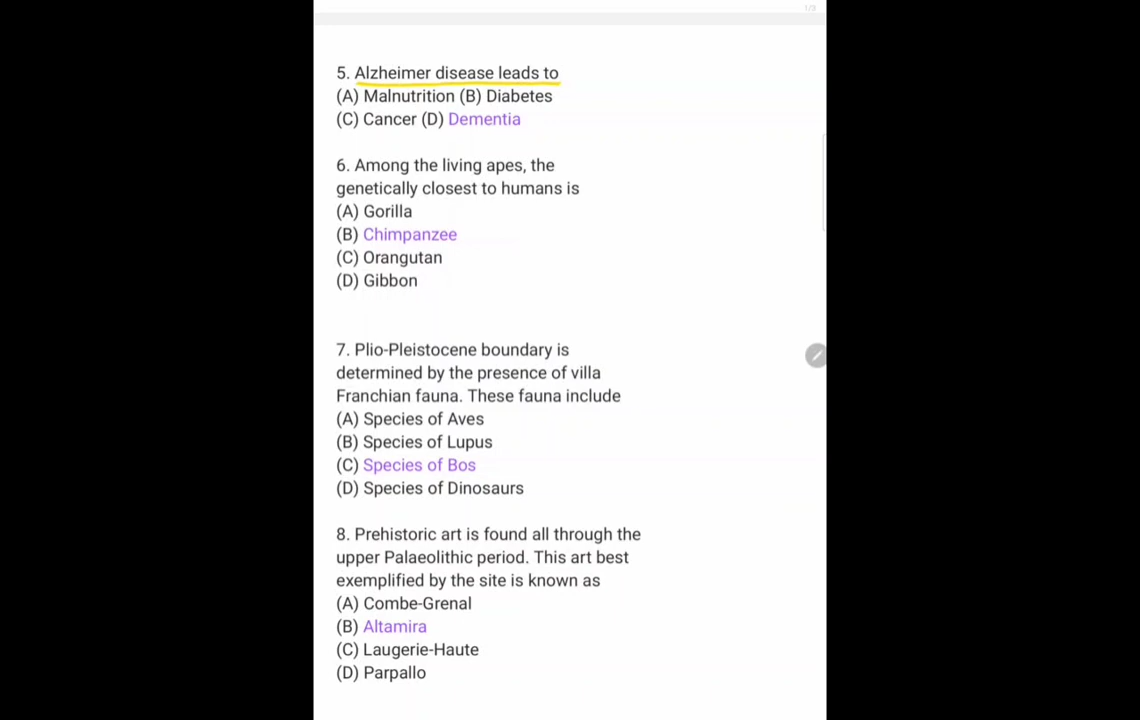 1/9
5. Alzheimer disease leads to
(A) Malnutrition (B) Diabetes
(C) Cancer (D) Dementia
6. Among the living apes, the
genetically closest to humans is
(A) Gorilla
(B) Chimpanzee
(C) Orangutan
(D) Gibbon
7. Plio-Pleistocene boundary is
determined by the presence of villa
Franchian fauna. These fauna include
(A) Species of Aves
(B) Species of Lupus
(C) Species of Bos
(D) Species of Dinosaurs
8. Prehistoric art is found all through the
upper Palaeolithic period. This art best
exemplified by the site is known as
(A) Combe-Grenal
(B) Altamira
(C) Laugerie-Haute
(D) Parpallo